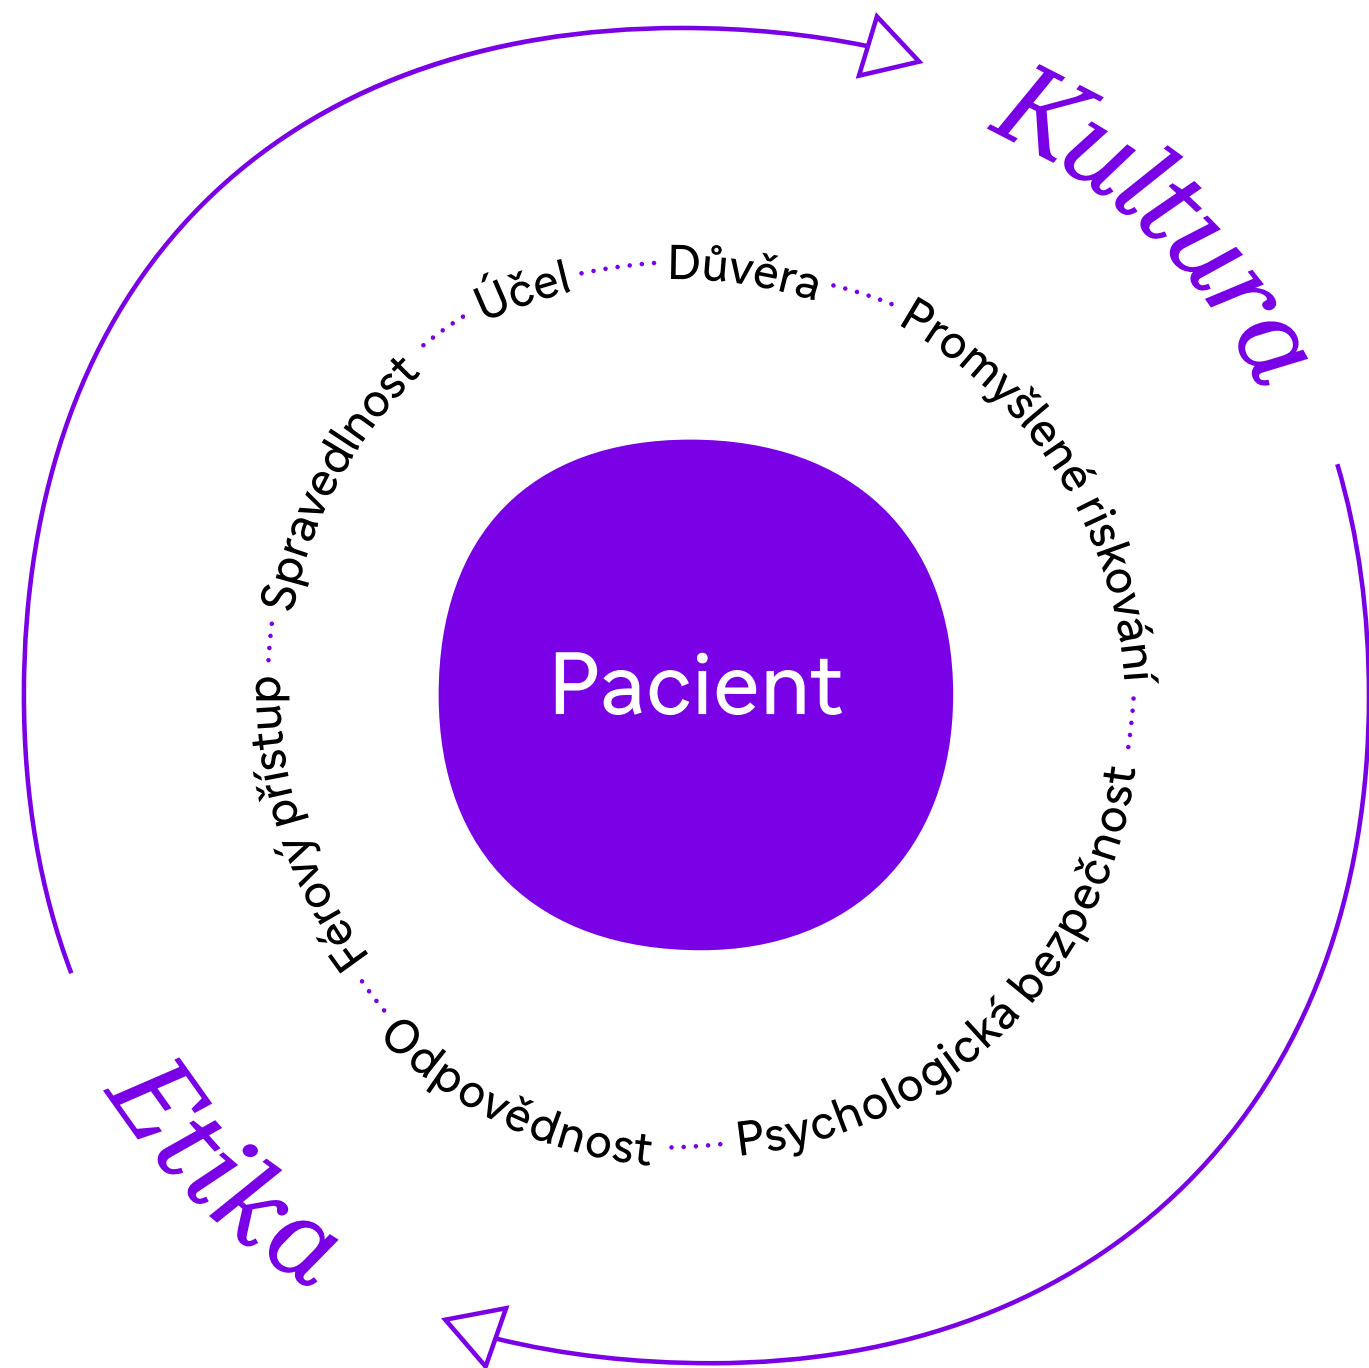 Kultura
Účel
Důvěra
Promyšlené riskování
Psychologická bezpečnost
Odpovědnost
Férový přístup
Spravedlnost
Pacient
Etika